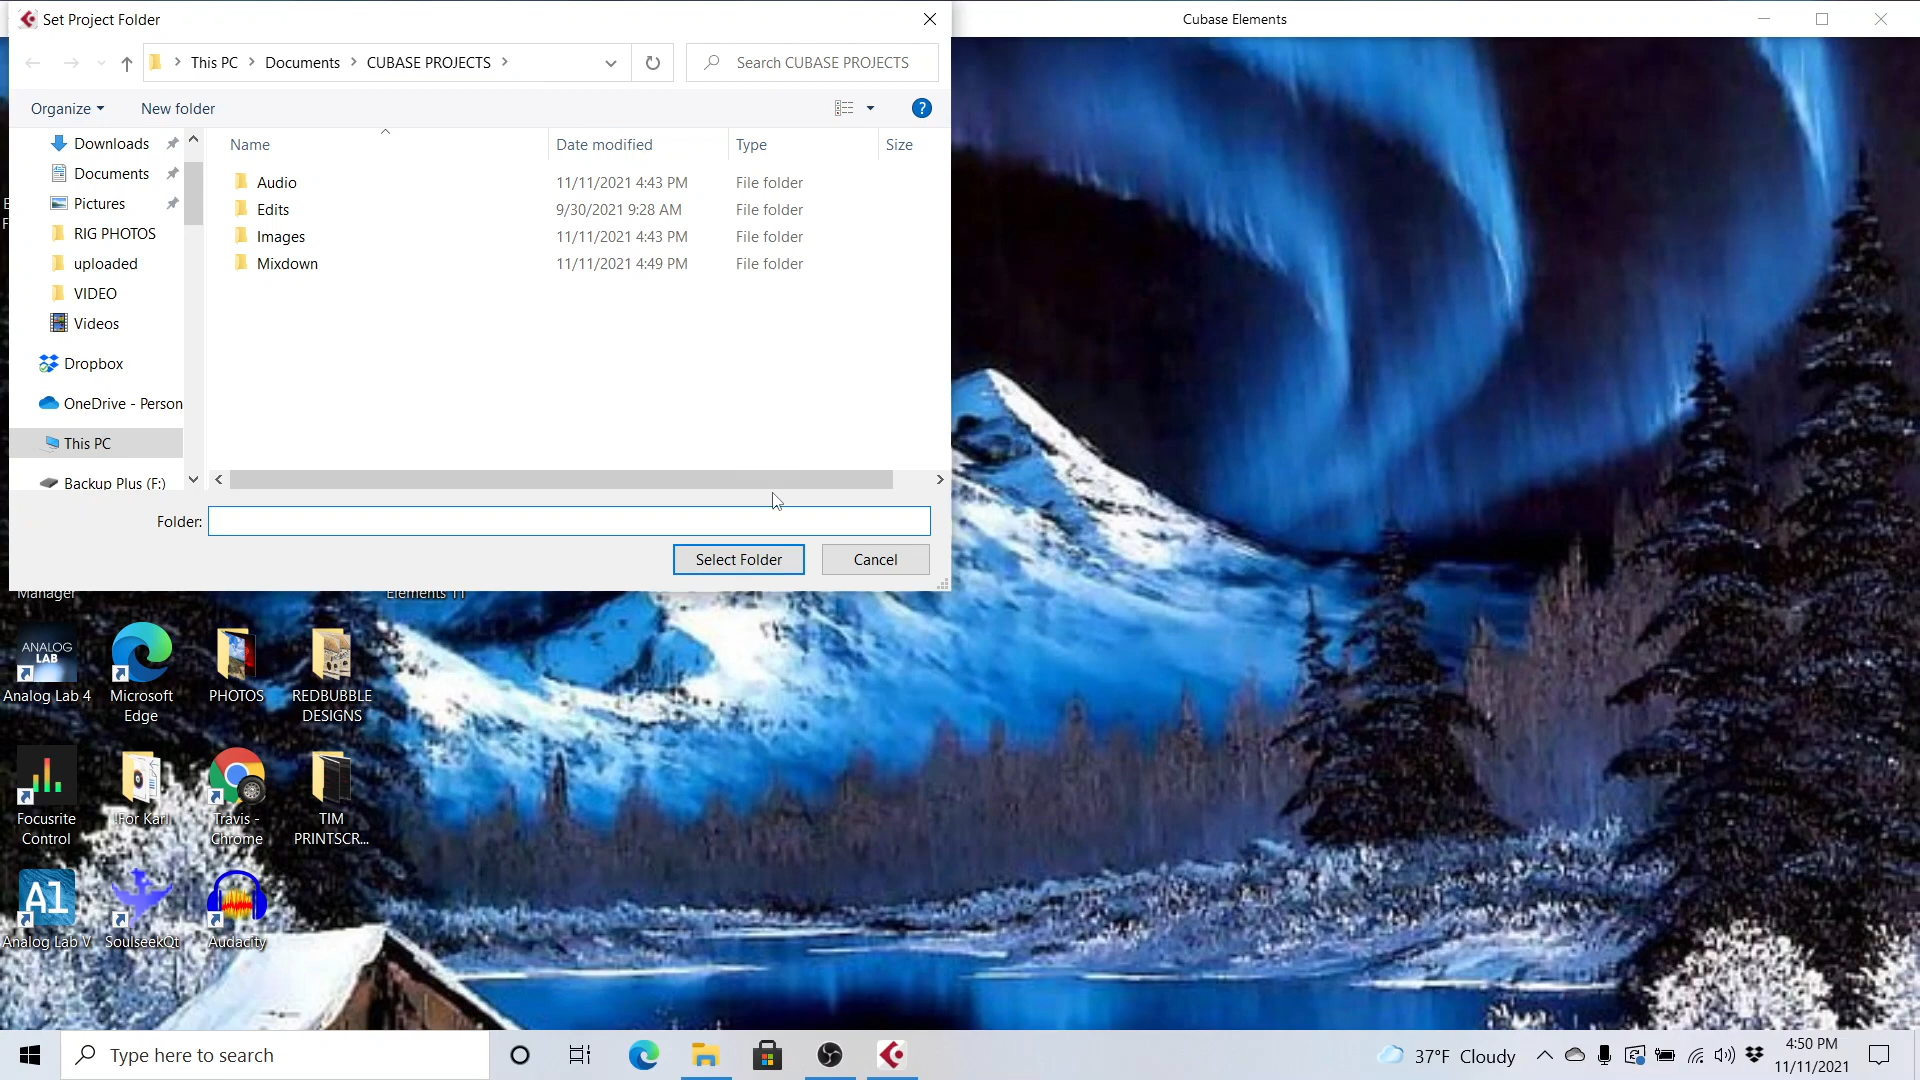 Set Project Folder
Cubase Elements
This PC > Documents > CUBASE PROJECTS >
Search CUBASE PROJECTS
Organize
New folder
?
Downloads
Documents
Pictures
RIG PHOTOS
uploaded
VIDEO
Videos
Dropbox
OneDrive - Person
This PC
Backup Plus (F:)
Name Date modified Type Size
Audio 11/11/2021 4:43 PM File folder
Edits 9/30/2021 9:28 AM File folder
Images 11/11/2021 4:43 PM File folder
Mixdown 11/11/2021 4:49 PM File folder
Folder:
Select Folder
Cancel
Manager
Elements 11
ANALOG
LAB
Analog Lab 4
Microsoft
Edge
PHOTOS
REDBUBBLE
DESIGNS
Focusrite
Control
!For Karl
Travis -
Chrome
TIM
PRINTSCR...
Analog Lab V
SoulseekQt
Audacity
Type here to search
37°F Cloudy
4:50 PM
11/11/2021